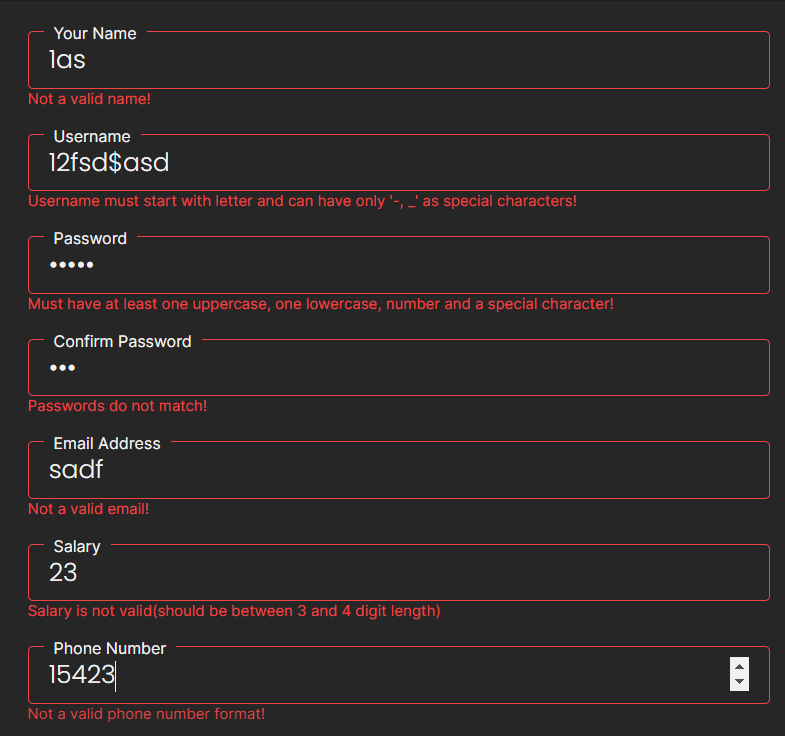 Your Name
1as
Not a valid name!
Username
12fsd$asd
Username must start with letter and can have only '-, _' as special characters!
Password
•••••
Must have at least one uppercase, one lowercase, number and a special character!
Confirm Password
•••
Passwords do not match!
Email Address
sadf
Not a valid email!
Salary
23
Salary is not valid(should be between 3 and 4 digit length)
Phone Number
15423
Not a valid phone number format!